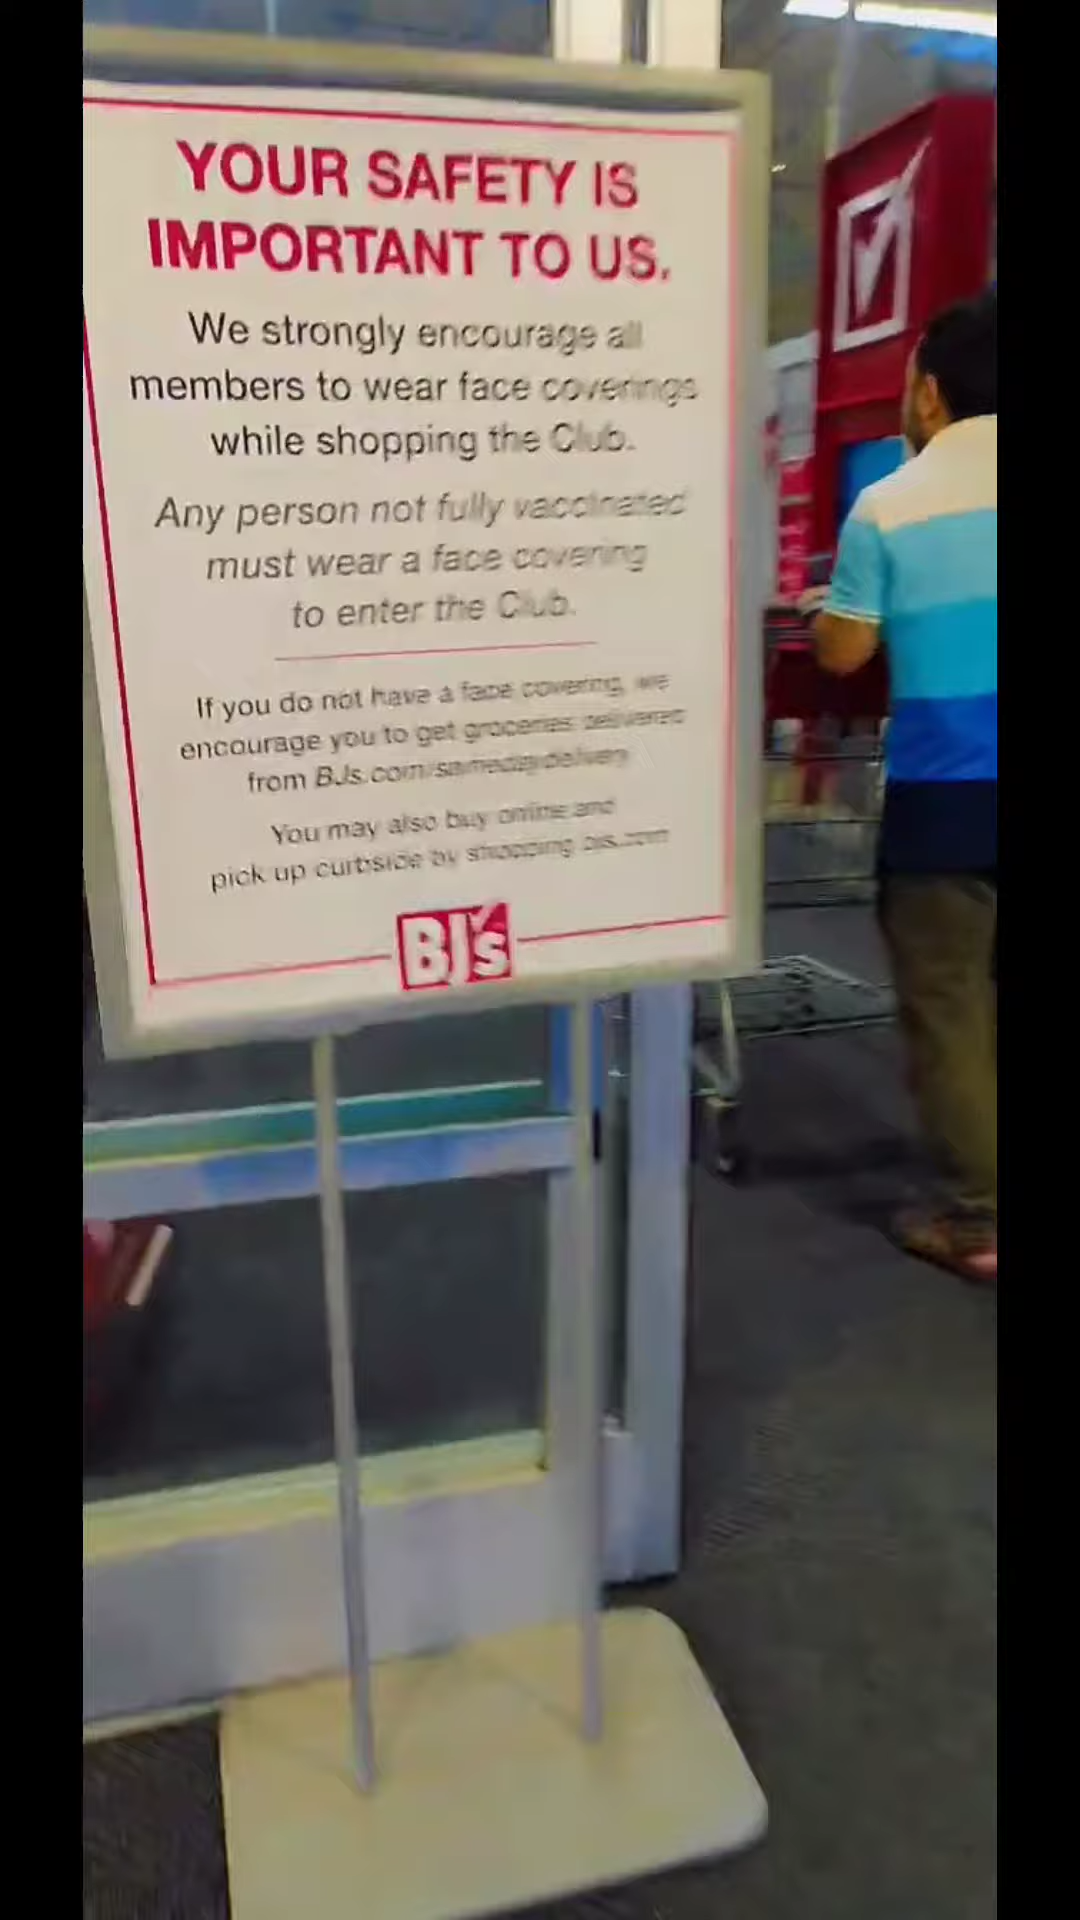 YOUR SAFETY IS
IMPORTANT TO US.
We strongly encourage all
members to wear face coverings
while shopping the Club.
Any person not fully vaccinated
must wear a face covering
to enter the Club.
If you do not have a face covering, we
encourage you to get groceries delivered
from BJs.com/samedaydelivery
You may also buy online and
pick up curbside by shopping bjs.com
BJ's